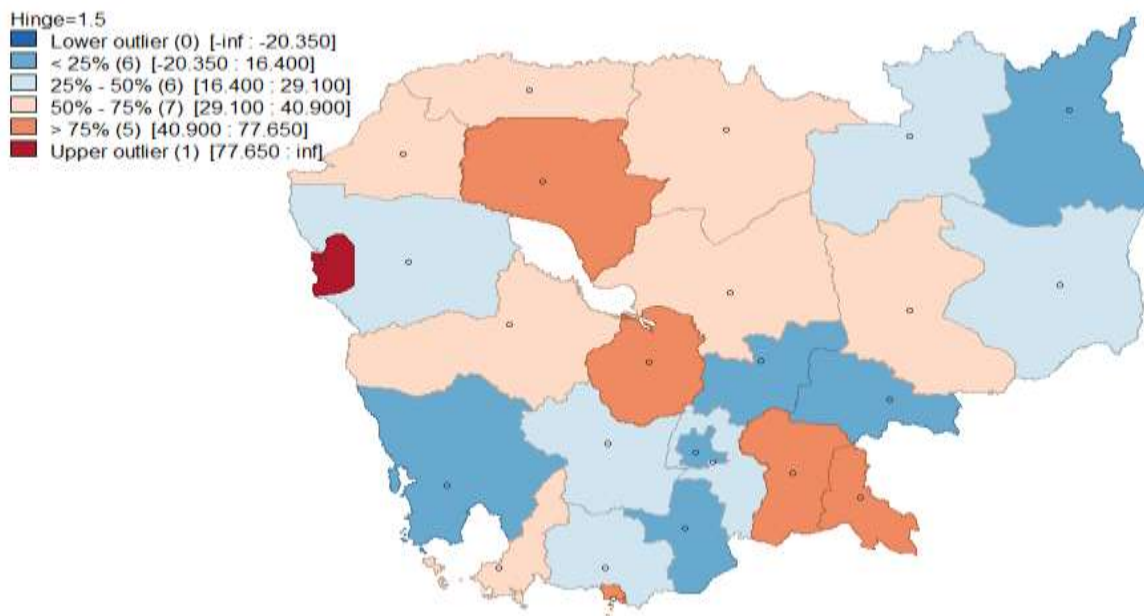 Hinge=1.5
Lower outlier (0) [-inf : -20.350]
< 25% (6) [-20.350 : 16.400]
25% - 50% (6) [16.400 : 29.100]
50% - 75% (7) [29.100 : 40.900]
> 75% (5) [40.900 : 77.650]
Upper outlier (1) [77.650 : inf]